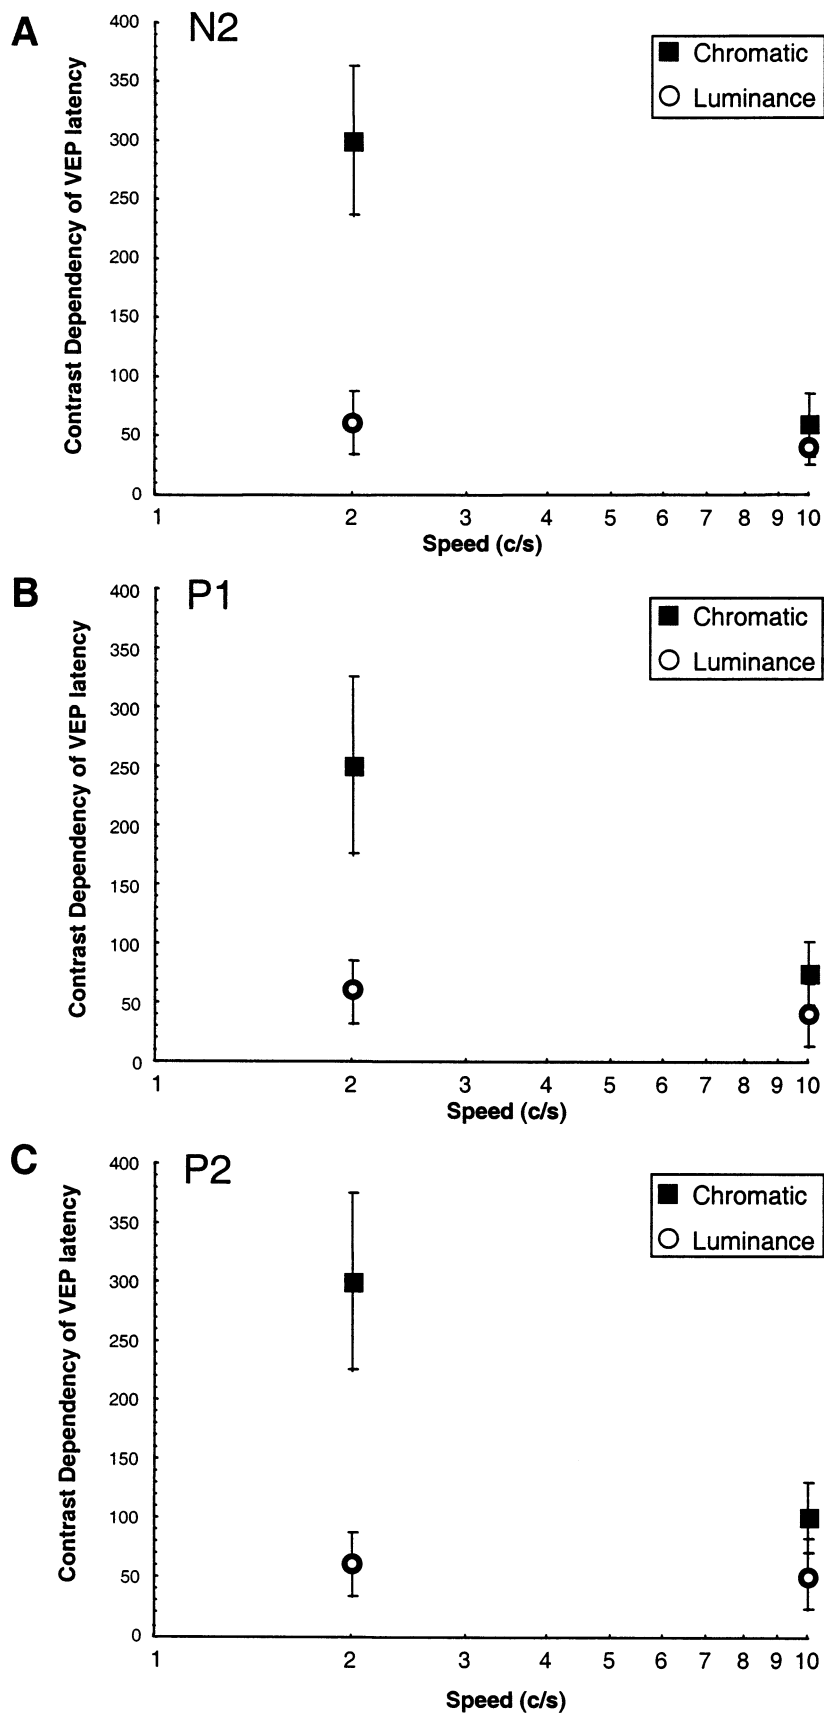 A
N2
Contrast Dependency of VEP latency
400
350
300
250
200
150
100
50
0
Chromatic
Luminance
1 2 3 4 5 6 7 8 9 10
Speed (c/s)
B
P1
Contrast Dependency of VEP latency
400
350
300
250
200
150
100
50
0
Chromatic
Luminance
1 2 3 4 5 6 7 8 9 10
Speed (c/s)
C
P2
Contrast Dependency of VEP latency
400
350
300
250
200
150
100
50
0
Chromatic
Luminance
1 2 3 4 5 6 7 8 9 10
Speed (c/s)